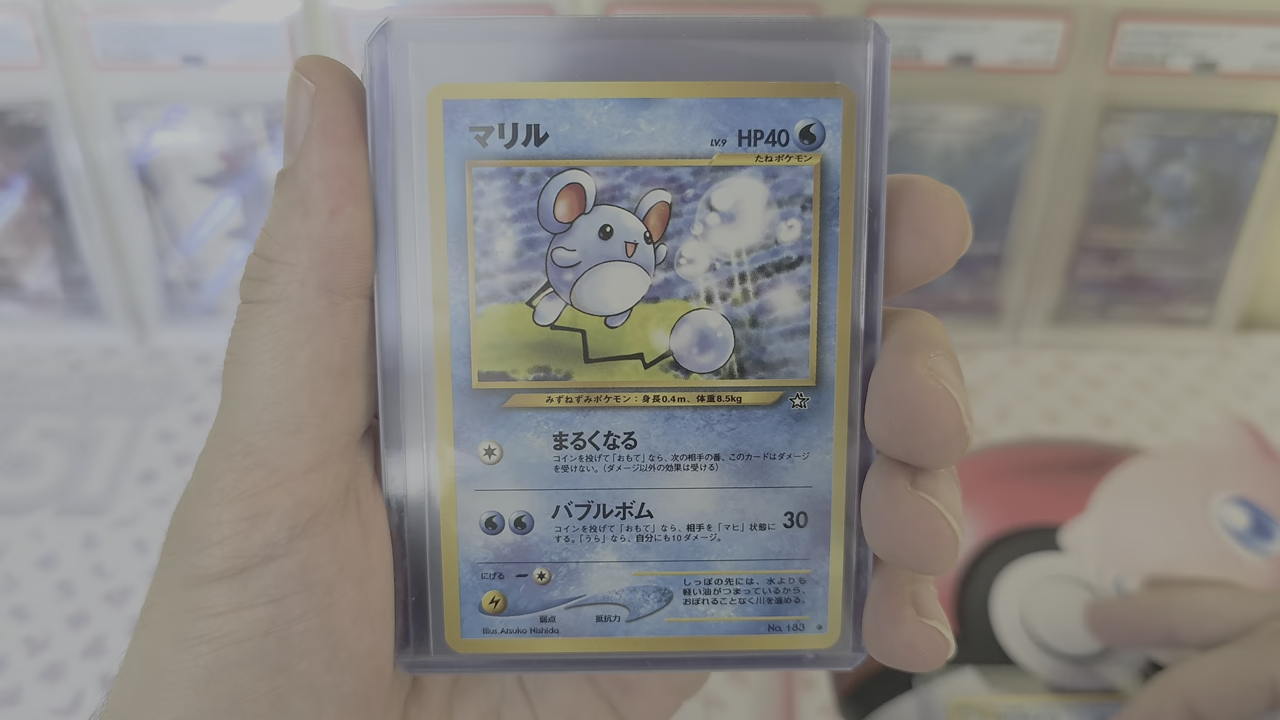 マリル
LV.9 HP40
たねポケモン
みずねずみポケモン：身長0.4m、体重8.5kg
まるくなる
コインを投げて「おもて」なら、次の相手の番、このカードはダメージ
を受けない。（ダメージ以外の効果は受ける）
バブルボム 30
コインを投げて「おもて」なら、相手を「マヒ」状態に
する。「うら」なら、自分にも10ダメージ。
にげる
弱点 抵抗力
しっぽの先には、水よりも
軽い油がつまっているから、
おぼれることなく川を進める。
Illus.Atsuko Nishida
No.183